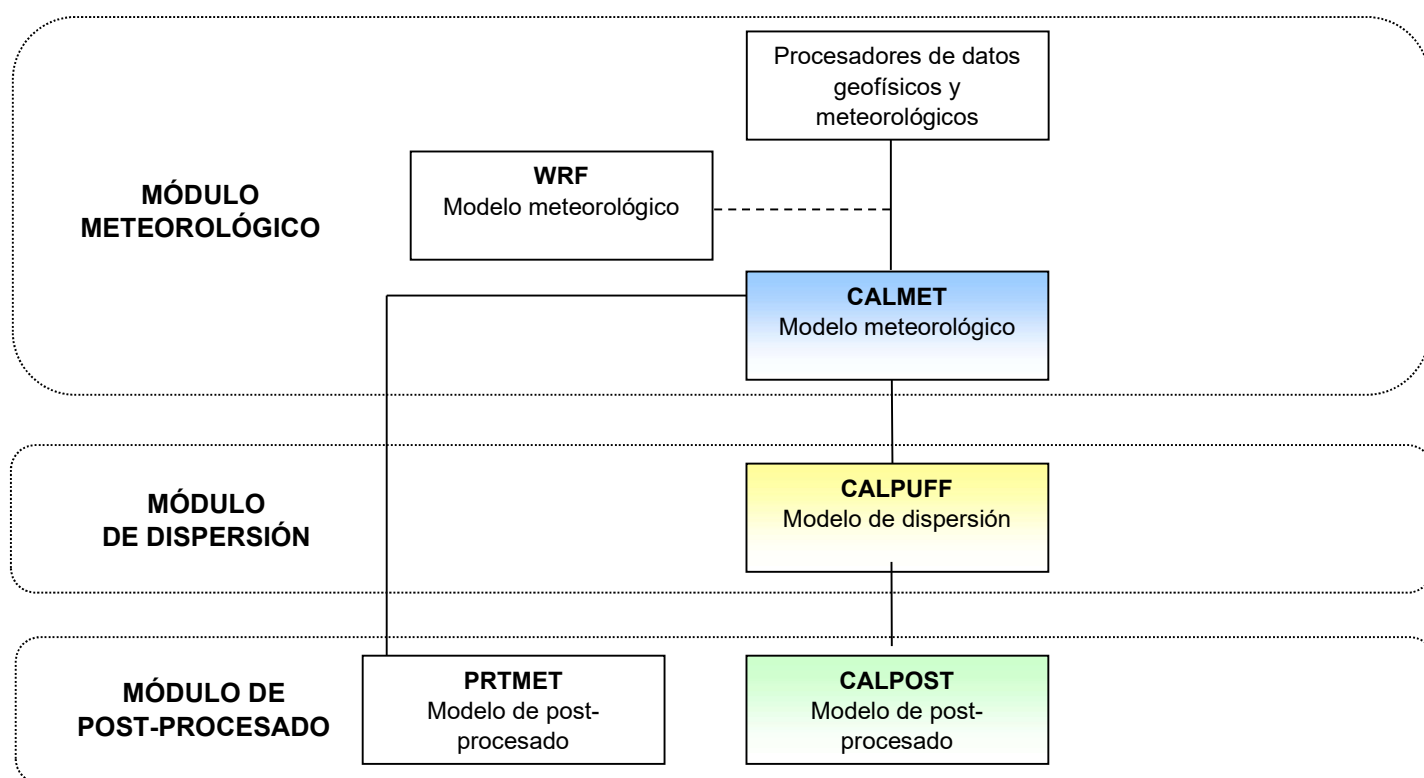 Procesadores de datos
geofísicos y
meteorológicos
WRF
Modelo meteorológico
MÓDULO
METEOROLÓGICO
CALMET
Modelo meteorológico
MÓDULO
DE DISPERSIÓN
CALPUFF
Modelo de dispersión
MÓDULO DE
POST-PROCESADO
PRTMET
Modelo de post-
procesado
CALPOST
Modelo de post-
procesado